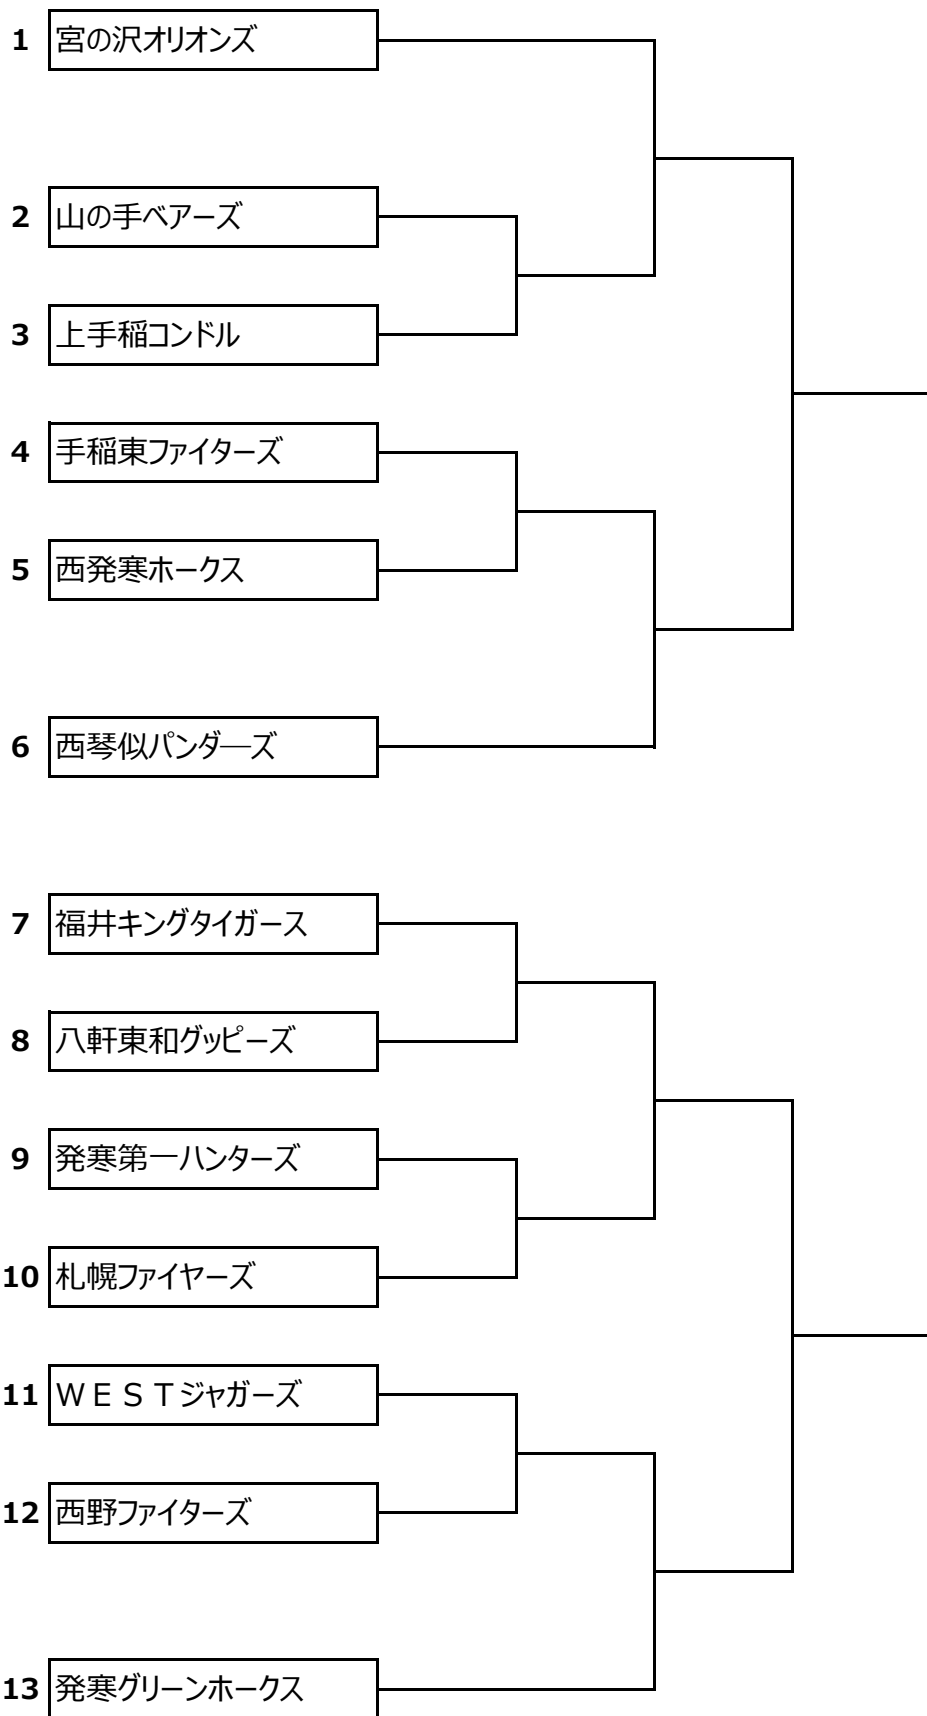 1 宮の沢オリオンズ
2 山の手ベアーズ
3 上手稲コンドル
4 手稲東ファイターズ
5 西発寒ホークス
6 西琴似パンダ―ズ
7 福井キングタイガース
8 八軒東和グッピーズ
9 発寒第一ハンターズ
10 札幌ファイヤーズ
11 ＷＥＳＴジャガーズ
12 西野ファイターズ
13 発寒グリーンホークス